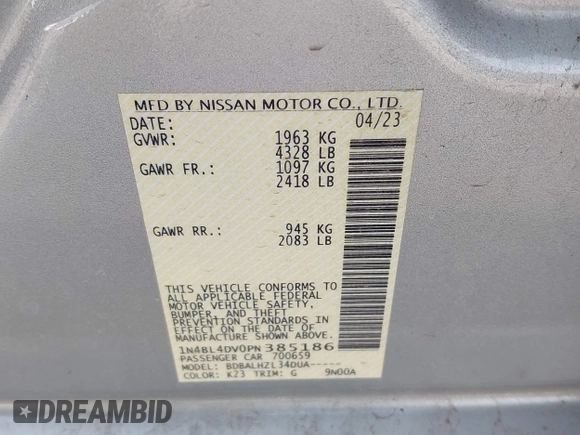 MFD BY NISSAN MOTOR CO., LTD.
DATE: 04/23
GVWR: 1963 KG
4328 LB
GAWR FR.: 1097 KG
2418 LB
GAWR RR.: 945 KG
2083 LB
THIS VEHICLE CONFORMS TO
ALL APPLICABLE FEDERAL
MOTOR VEHICLE SAFETY,
BUMPER, AND THEFT
PREVENTION STANDARDS IN
EFFECT ON THE DATE OF
MANUFACTURE SHOWN ABOVE.
1N4BL4DV0PN385186
PASSENGER CAR 700659
MODEL: BDBALHZL34DUA-----
COLOR: K23 TRIM: G 9N00A
DREAMBID